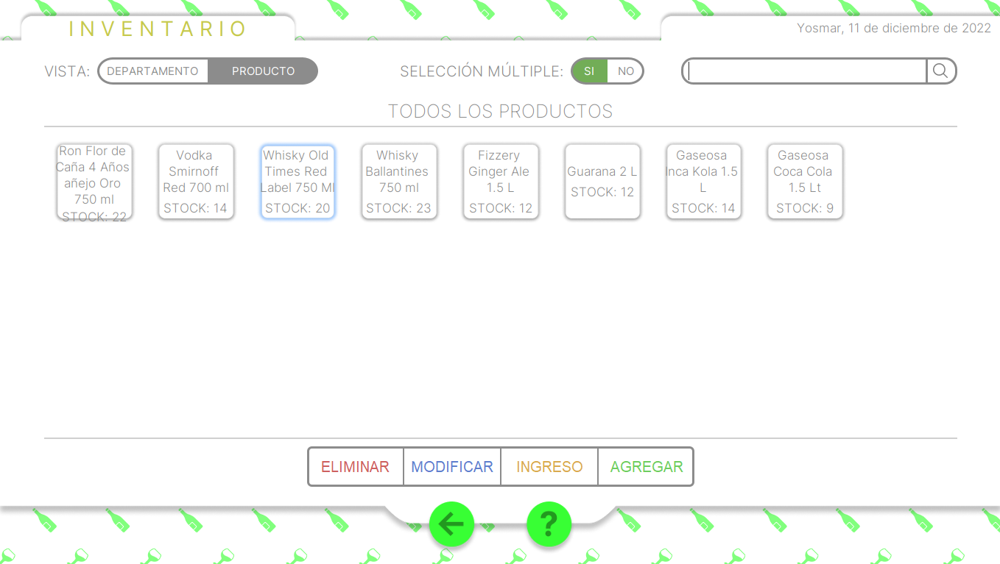 INVENTARIO
Yosmar, 11 de diciembre de 2022
VISTA: DEPARTAMENTO PRODUCTO SELECCIÓN MÚLTIPLE: SI NO
TODOS LOS PRODUCTOS
Ron Flor de
Caña 4 Años
añejo Oro
750 ml
STOCK: 22
Vodka
Smirnoff
Red 700 ml
STOCK: 14
Whisky Old
Times Red
Label 750 Ml
STOCK: 20
Whisky
Ballantines
750 ml
STOCK: 23
Fizzery
Ginger Ale
1.5 L
STOCK: 12
Guarana 2 L
STOCK: 12
Gaseosa
Inca Kola 1.5
L
STOCK: 14
Gaseosa
Coca Cola
1.5 Lt
STOCK: 9
ELIMINAR MODIFICAR INGRESO AGREGAR
?